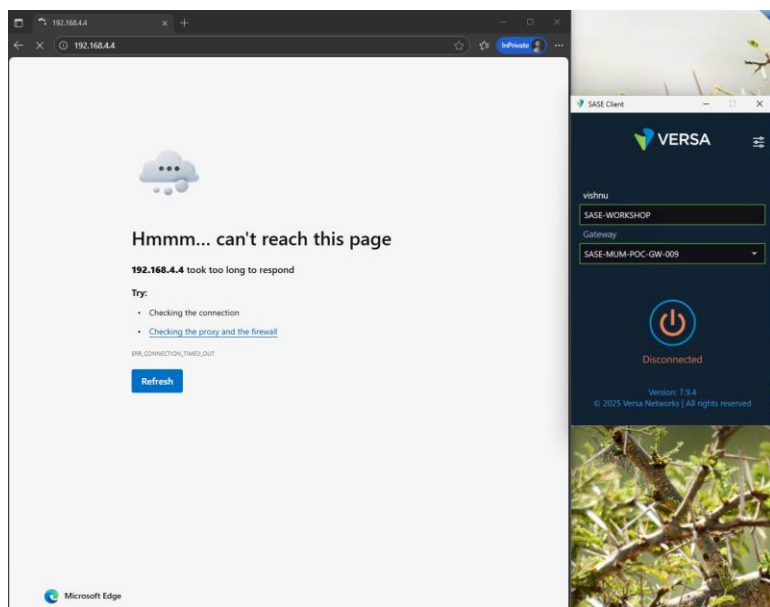 192.168.4.4
192.168.4.4
InPrivate
Hmmm... can't reach this page
192.168.4.4 took too long to respond
Try:
• Checking the connection
• Checking the proxy and the firewall
ERR_CONNECTION_TIMED_OUT
Refresh
Microsoft Edge
SASE Client
VERSA
vishnu
SASE-WORKSHOP
Gateway
SASE-MUM-POC-GW-009
Disconnected
Version: 7.9.4
© 2025 Versa Networks | All rights reserved